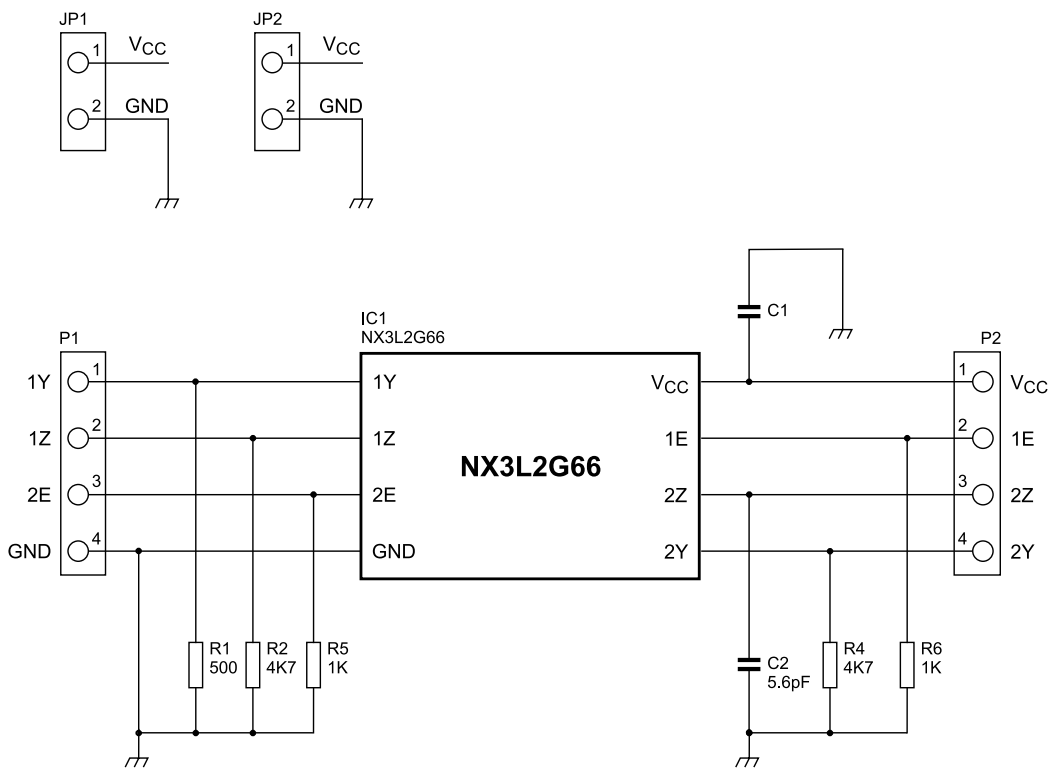 JP1
1 VCC
2 GND
JP2
1 VCC
2 GND
C1
IC1
NX3L2G66
P1
1Y 1
1Z 2
2E 3
GND 4
1Y
1Z
2E
GND
NX3L2G66
VCC
1E
2Z
2Y
P2
1 VCC
2 1E
3 2Z
4 2Y
R1
500
R2
4K7
R5
1K
C2
5.6pF
R4
4K7
R6
1K